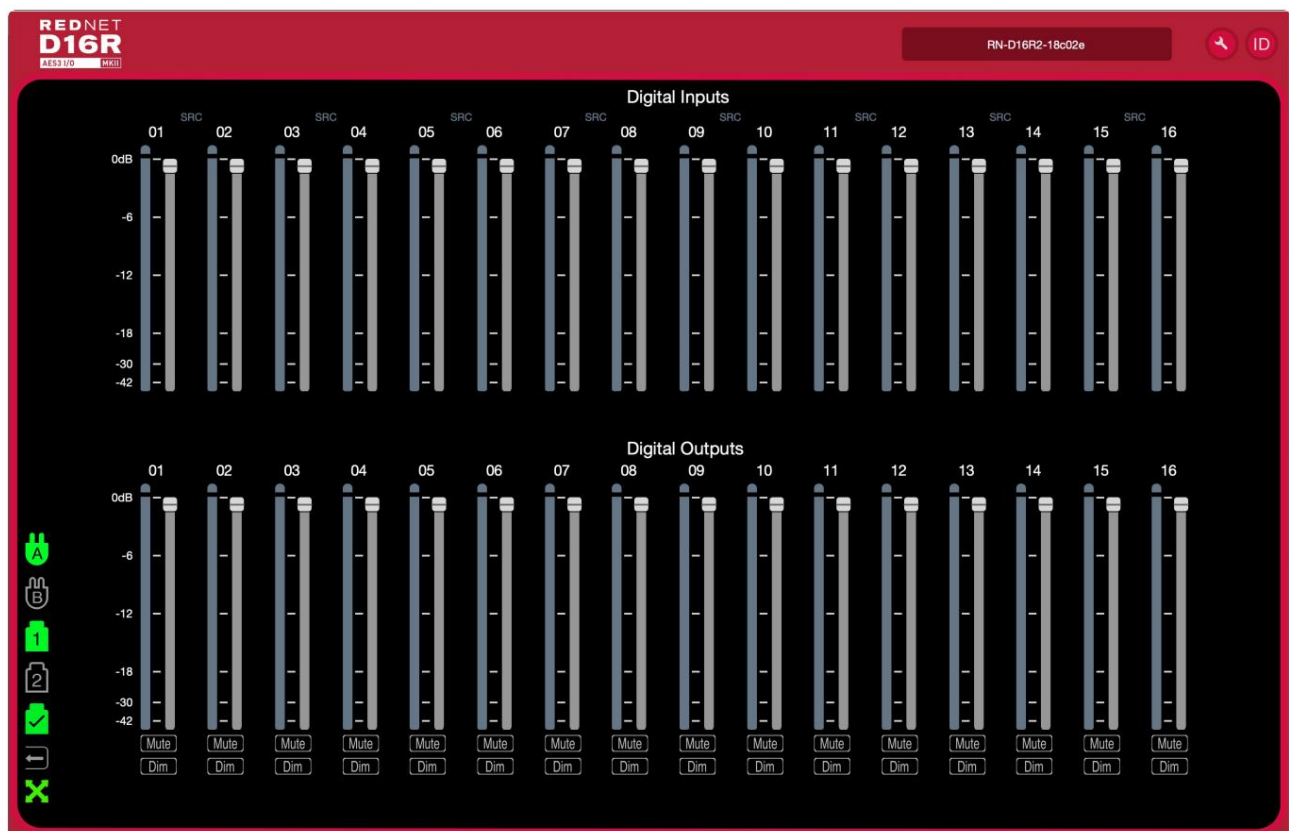 REDNET
D16R
AES3 I/O MKII
RN-D16R2-18c02e
ID
Digital Inputs
SRC SRC SRC SRC SRC SRC SRC SRC
01 02 03 04 05 06 07 08 09 10 11 12 13 14 15 16
0dB
-6
-12
-18
-30
-42
Digital Outputs
01 02 03 04 05 06 07 08 09 10 11 12 13 14 15 16
0dB
A
-6
B
-12
1
-18
2
-30
-42
Mute Mute Mute Mute Mute Mute Mute Mute Mute Mute Mute Mute Mute Mute Mute Mute
Dim Dim Dim Dim Dim Dim Dim Dim Dim Dim Dim Dim Dim Dim Dim Dim